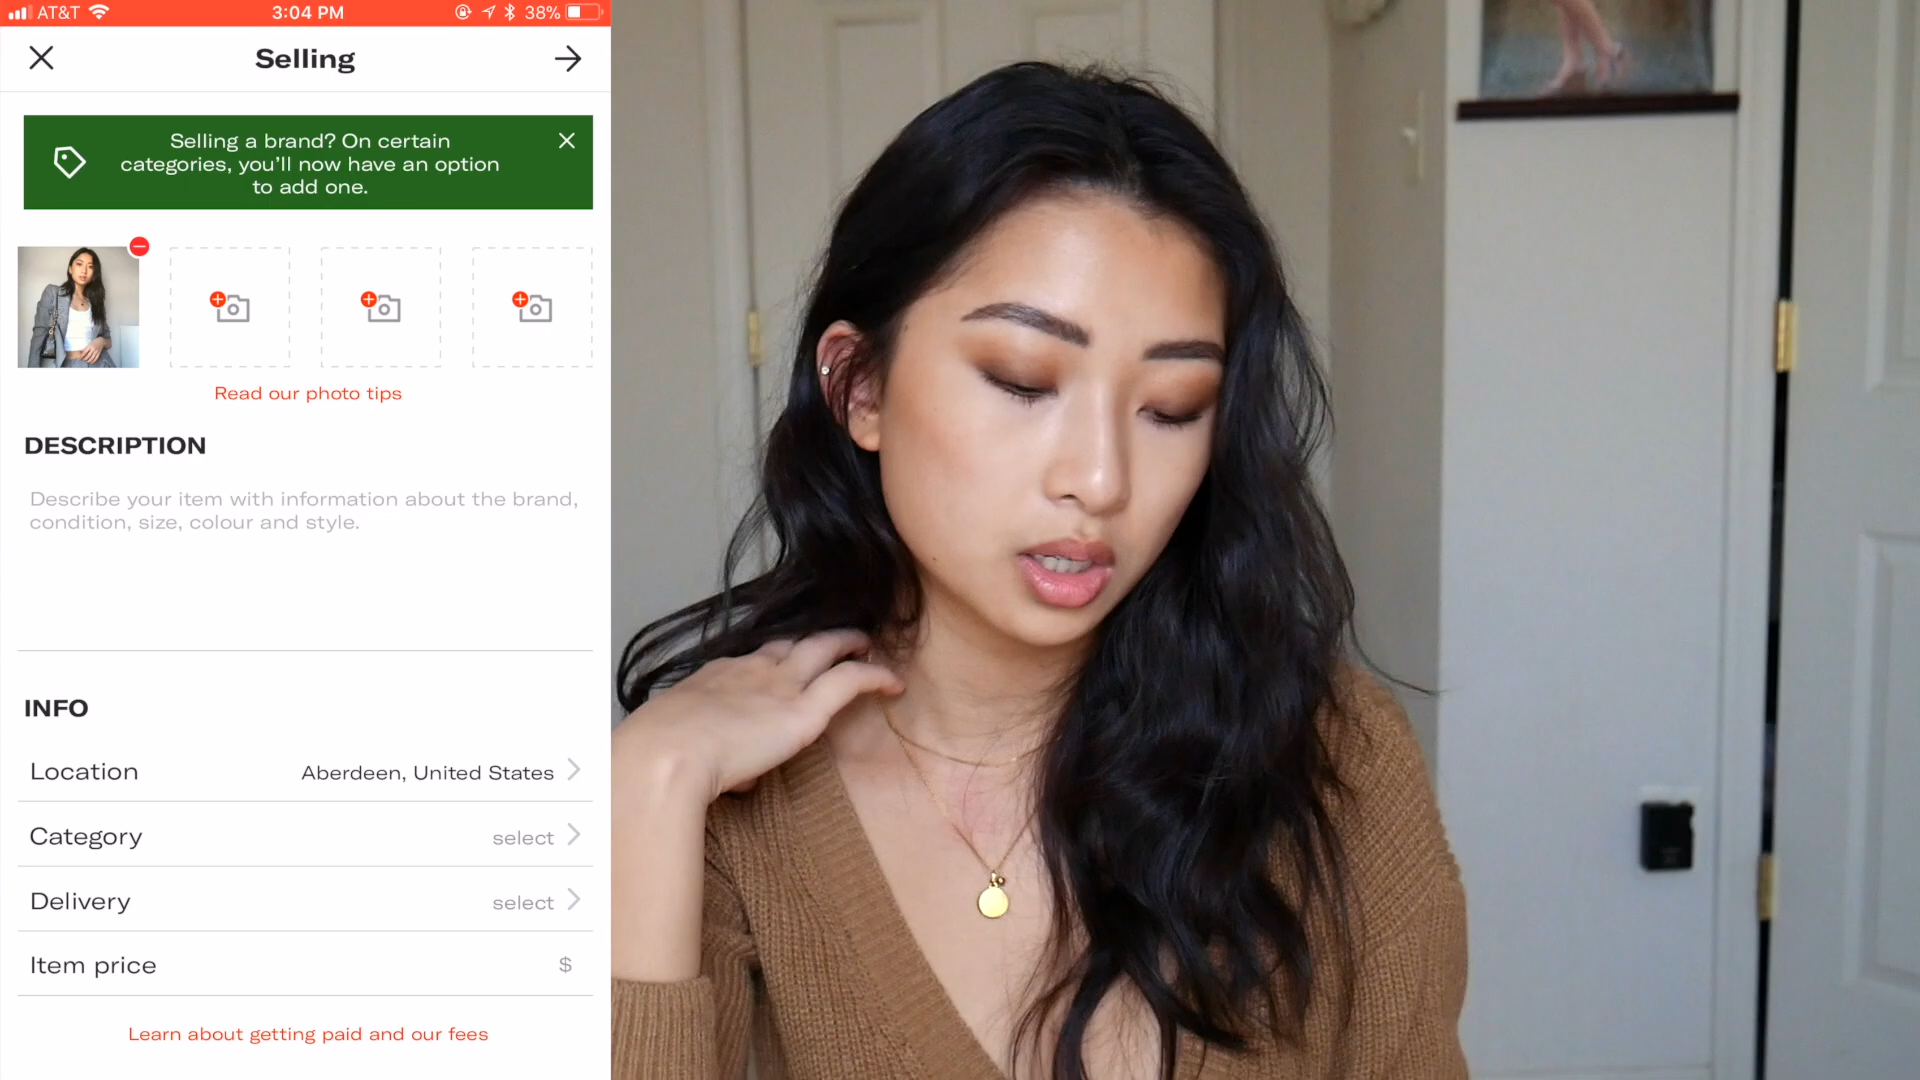 AT&T 3:04 PM 38%
Selling
Selling a brand? On certain
categories, you'll now have an option
to add one.
Read our photo tips
DESCRIPTION
Describe your item with information about the brand,
condition, size, colour and style.
INFO
Location Aberdeen, United States
Category select
Delivery select
Item price $
Learn about getting paid and our fees